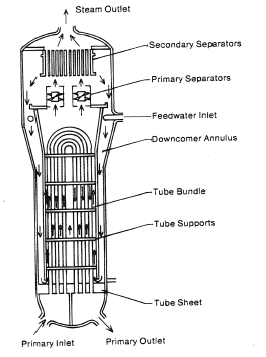 Steam Outlet
Secondary Separators
Primary Separators
Feedwater Inlet
Downcomer Annulus
Tube Bundle
Tube Supports
Tube Sheet
Primary Inlet
Primary Outlet